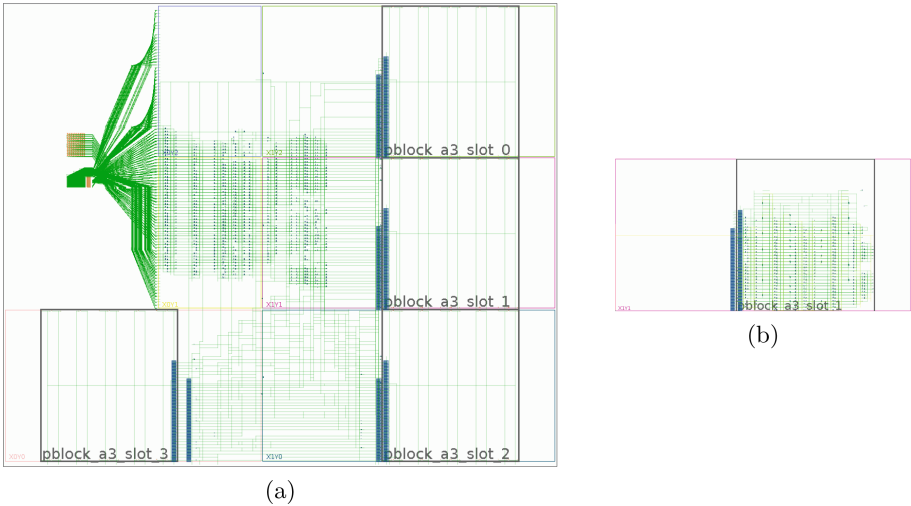 X0Y2
X1Y2
pblock_a3_slot_0
X0Y1
X1Y1
pblock_a3_slot_1
X0Y0
pblock_a3_slot_3
X1Y0
pblock_a3_slot_2
(a)
X1Y1
pblock_a3_slot_1
(b)